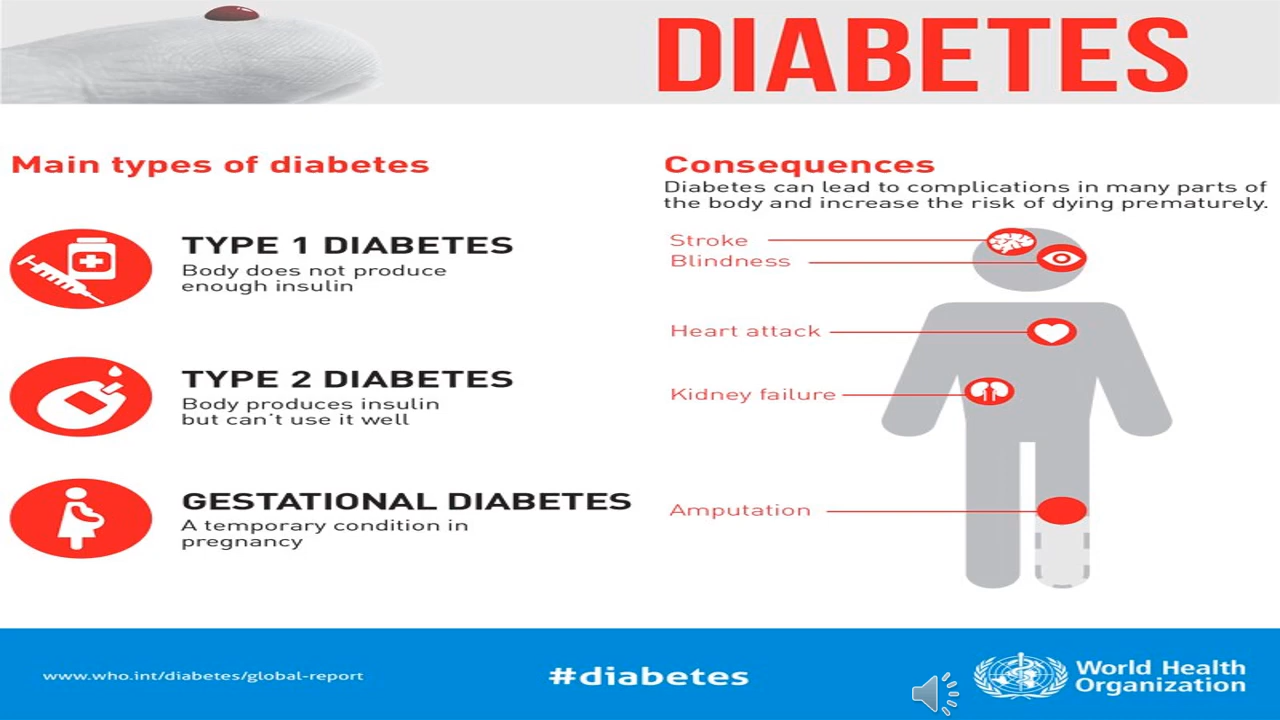 DIABETES
Main types of diabetes
TYPE 1 DIABETES
Body does not produce
enough insulin
TYPE 2 DIABETES
Body produces insulin
but can't use it well
GESTATIONAL DIABETES
A temporary condition in
pregnancy
Consequences
Diabetes can lead to complications in many parts of
the body and increase the risk of dying prematurely.
Stroke
Blindness
Heart attack
Kidney failure
Amputation
www.who.int/diabetes/global-report
#diabetes
World Health
Organization